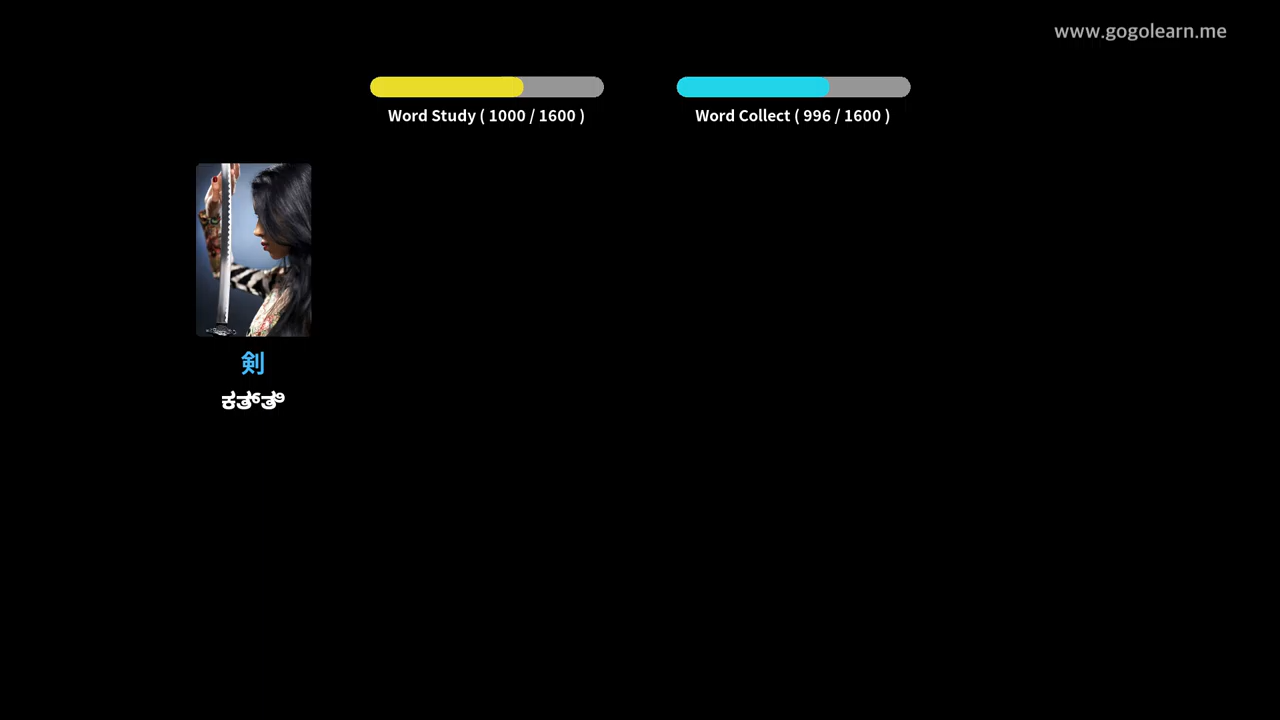 www.gogolearn.me
Word Study ( 1000 / 1600 )
Word Collect ( 996 / 1600 )
剣
ಕತ್ತಿ